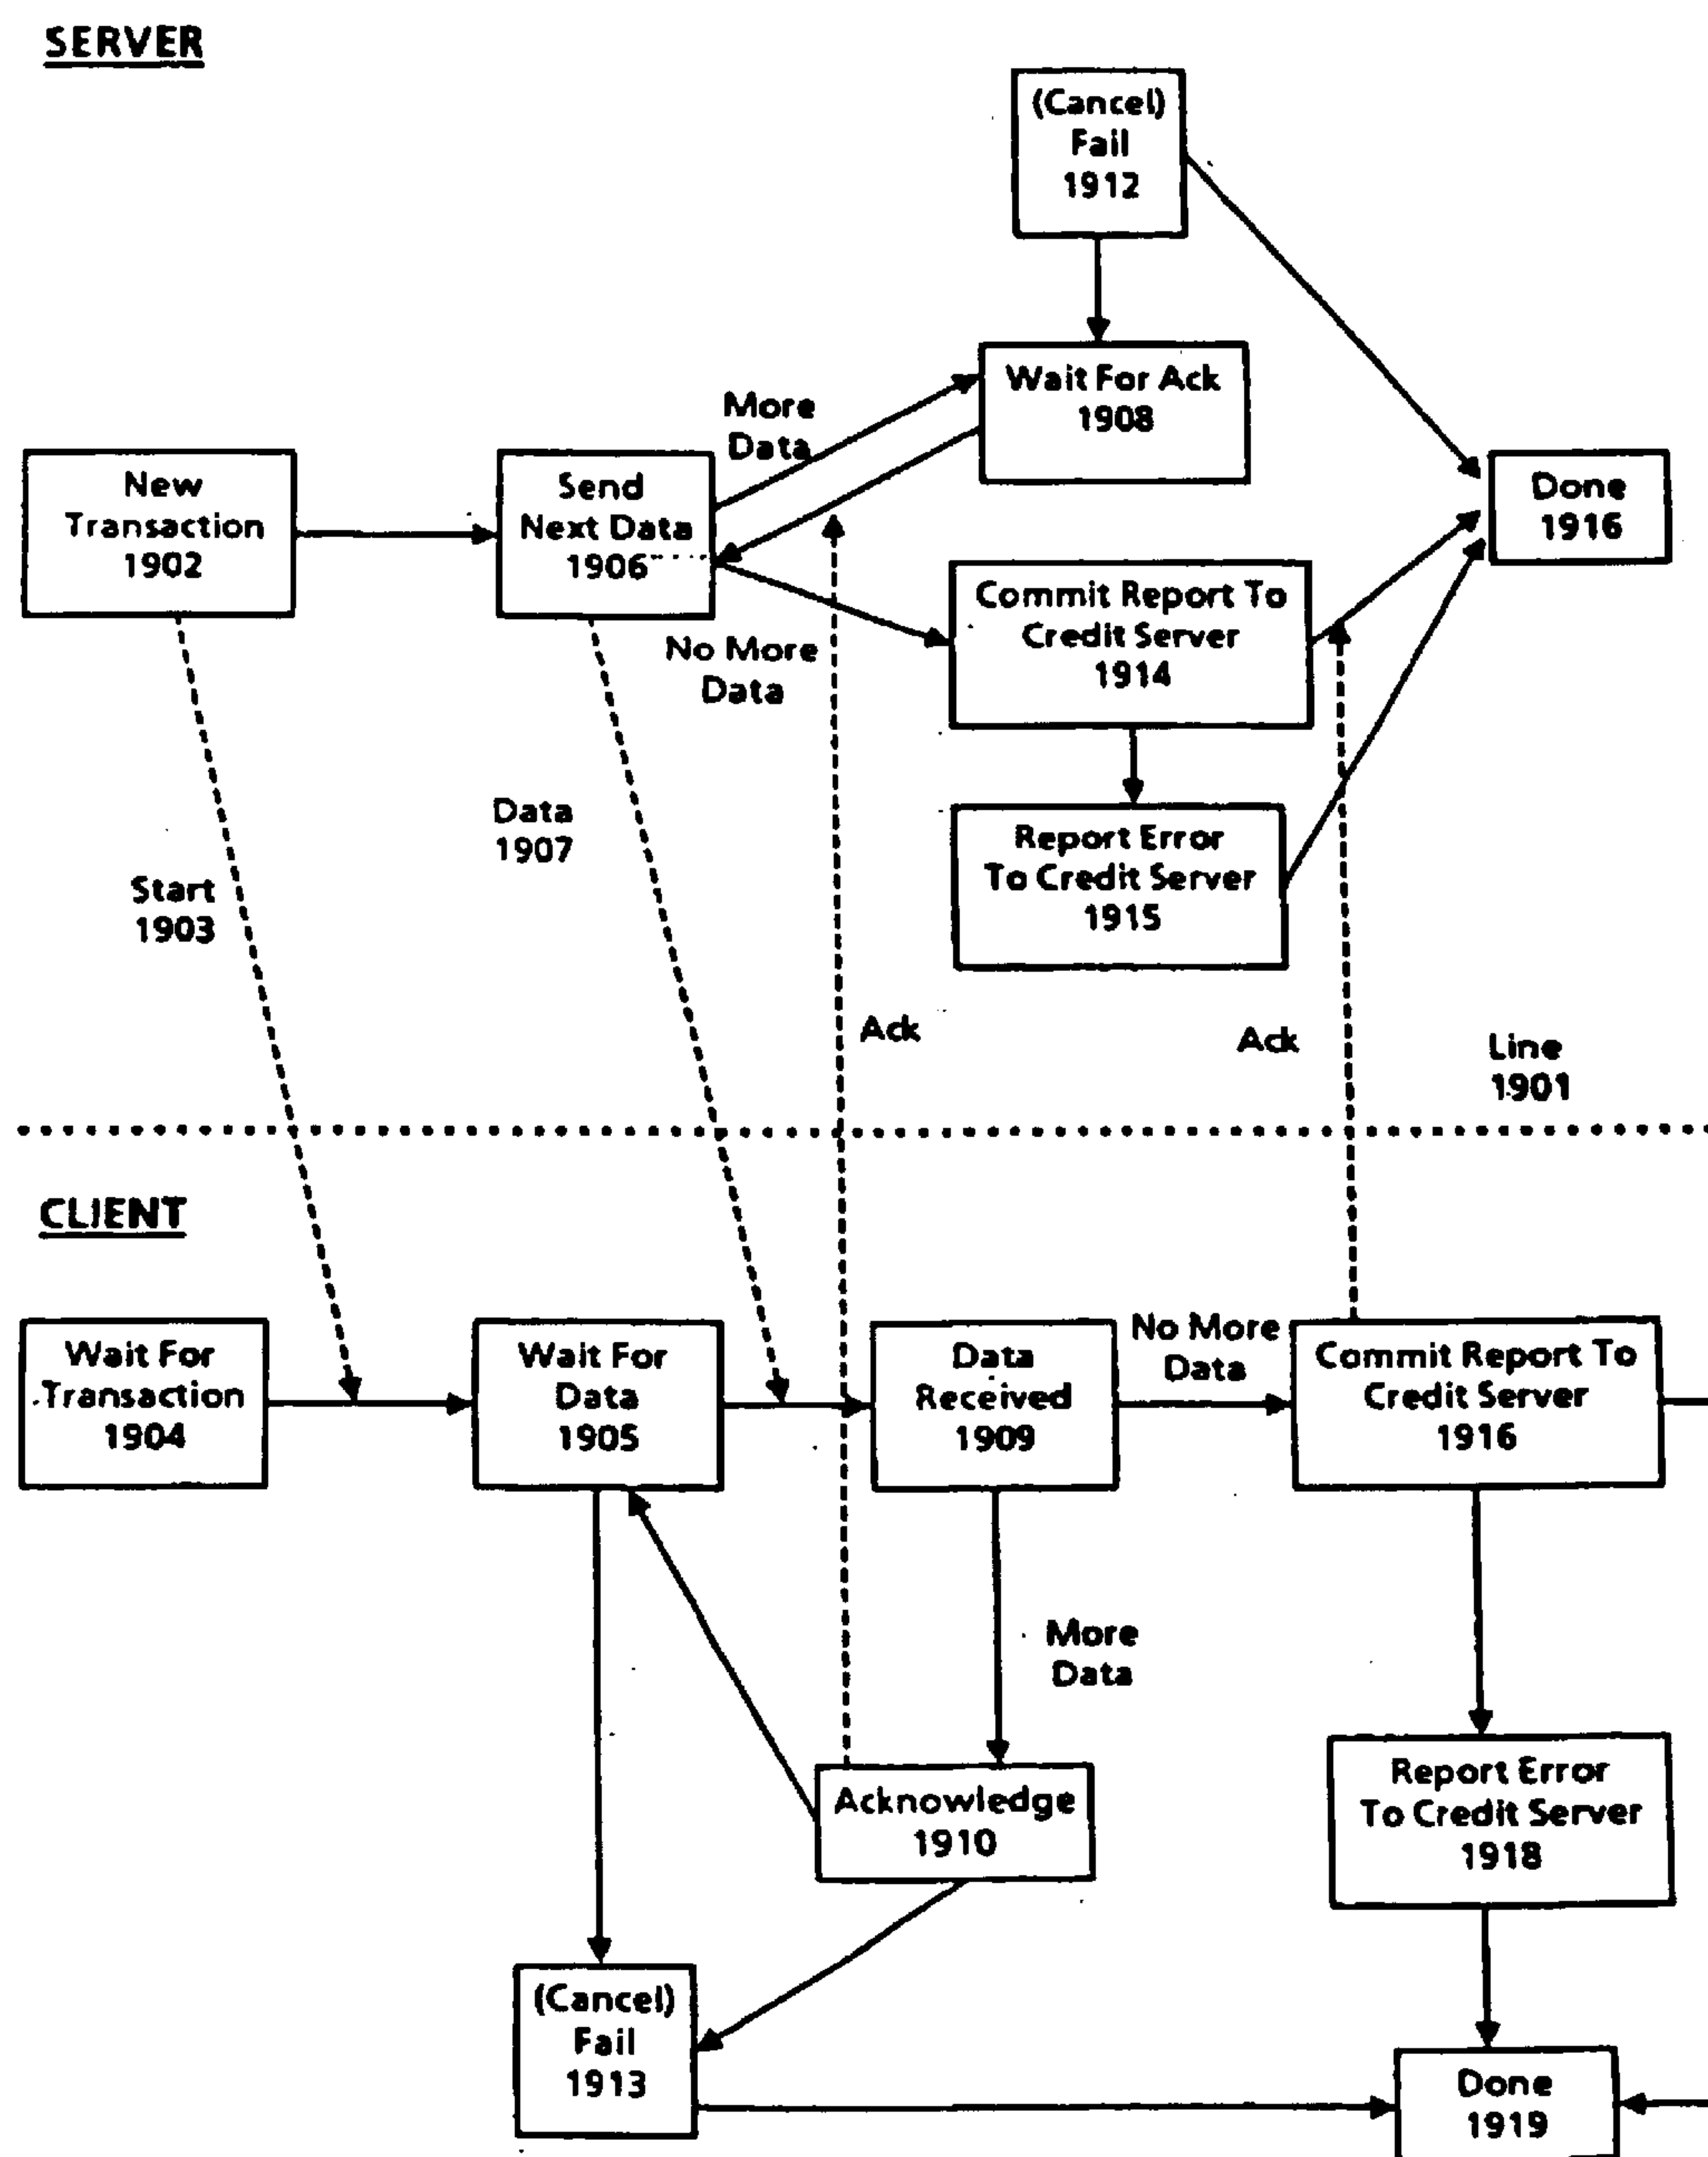 SERVER
(Cancel)
Fail
1912
Wait For Ack
1908
More
Data
New
Transaction
1902
Send
Next Data
1906
Done
1916
Commit Report To
Credit Server
1914
No More
Data
Report Error
To Credit Server
1915
Data
1907
Start
1903
Ack
Ack
Line
1901
CLIENT
Wait For
Transaction
1904
Wait For
Data
1905
Data
Received
1909
No More
Data
Commit Report To
Credit Server
1916
More
Data
Acknowledge
1910
Report Error
To Credit Server
1918
(Cancel)
Fail
1913
Done
1919